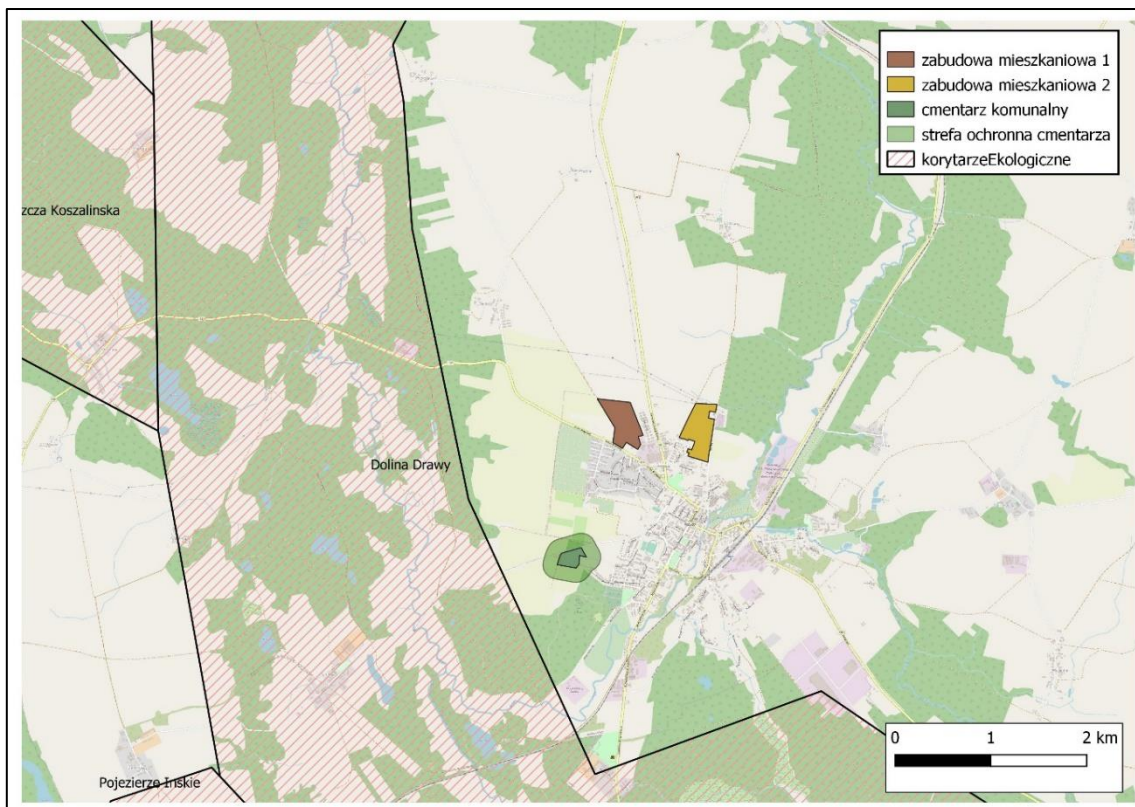 zabudowa mieszkaniowa 1
zabudowa mieszkaniowa 2
cmentarz komunalny
strefa ochronna cmentarza
korytarzeEkologiczne
szcza Koszalinska
Dolina Drawy
Pojezierze Inskie
0 1 2 km